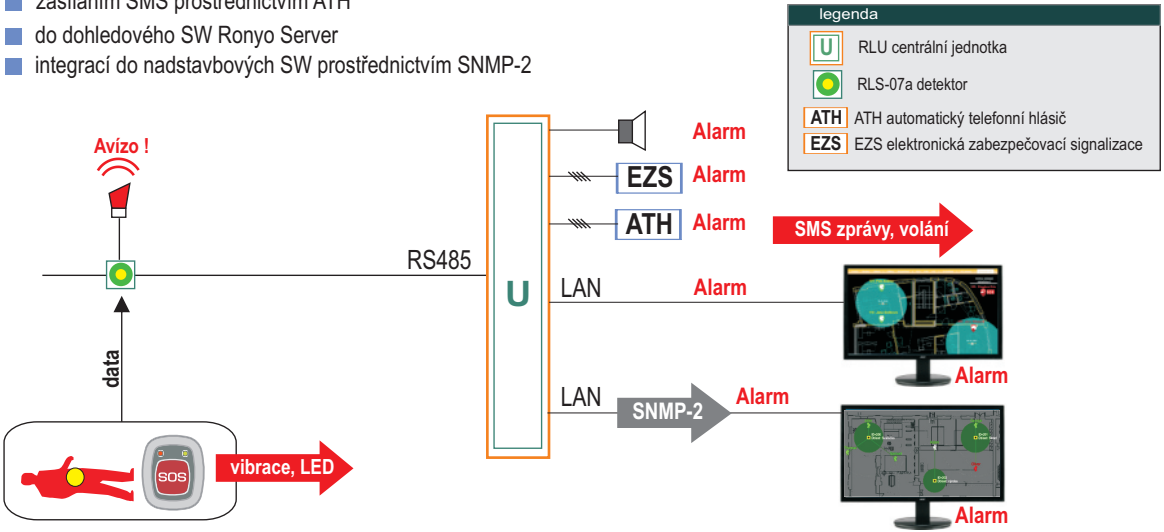 zasíláním SMS prostřednictvím ATH
do dohledového SW Ronyo Server
integrací do nadstavbových SW prostřednictvím SNMP-2
legenda
U RLU centrální jednotka
RLS-07a detektor
ATH ATH automatický telefonní hlásič
EZS EZS elektronická zabezpečovací signalizace
Avízo !
Alarm
EZS Alarm
ATH Alarm
SMS zprávy, volání
RS485
U
LAN Alarm
Alarm
data
LAN SNMP-2 Alarm
SOS
vibrace, LED
Alarm